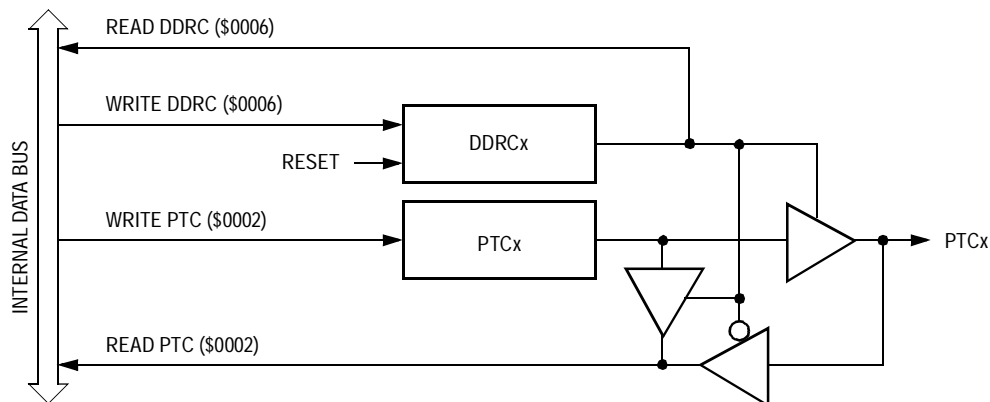 READ DDRC ($0006)
WRITE DDRC ($0006)
DDRCx
RESET
INTERNAL DATA BUS
WRITE PTC ($0002)
PTCx
PTCx
READ PTC ($0002)